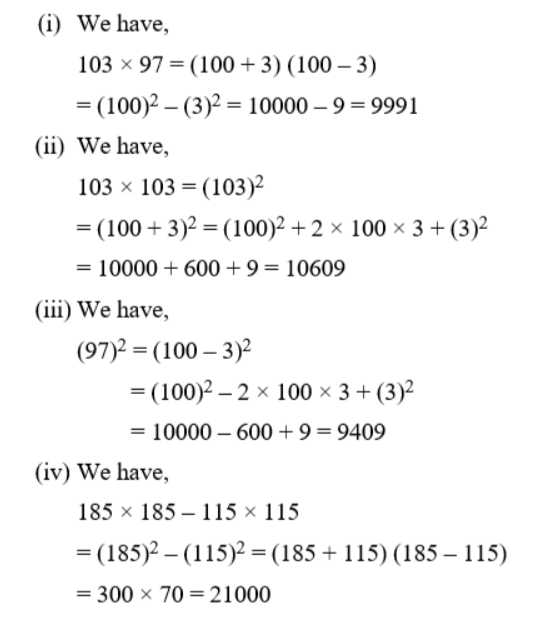 (i) We have,
103 × 97 = (100 + 3) (100 – 3)
= (100)² – (3)² = 10000 – 9 = 9991
(ii) We have,
103 × 103 = (103)²
= (100 + 3)² = (100)² + 2 × 100 × 3 + (3)²
= 10000 + 600 + 9 = 10609
(iii) We have,
(97)² = (100 – 3)²
= (100)² – 2 × 100 × 3 + (3)²
= 10000 – 600 + 9 = 9409
(iv) We have,
185 × 185 – 115 × 115
= (185)² – (115)² = (185 + 115) (185 – 115)
= 300 × 70 = 21000